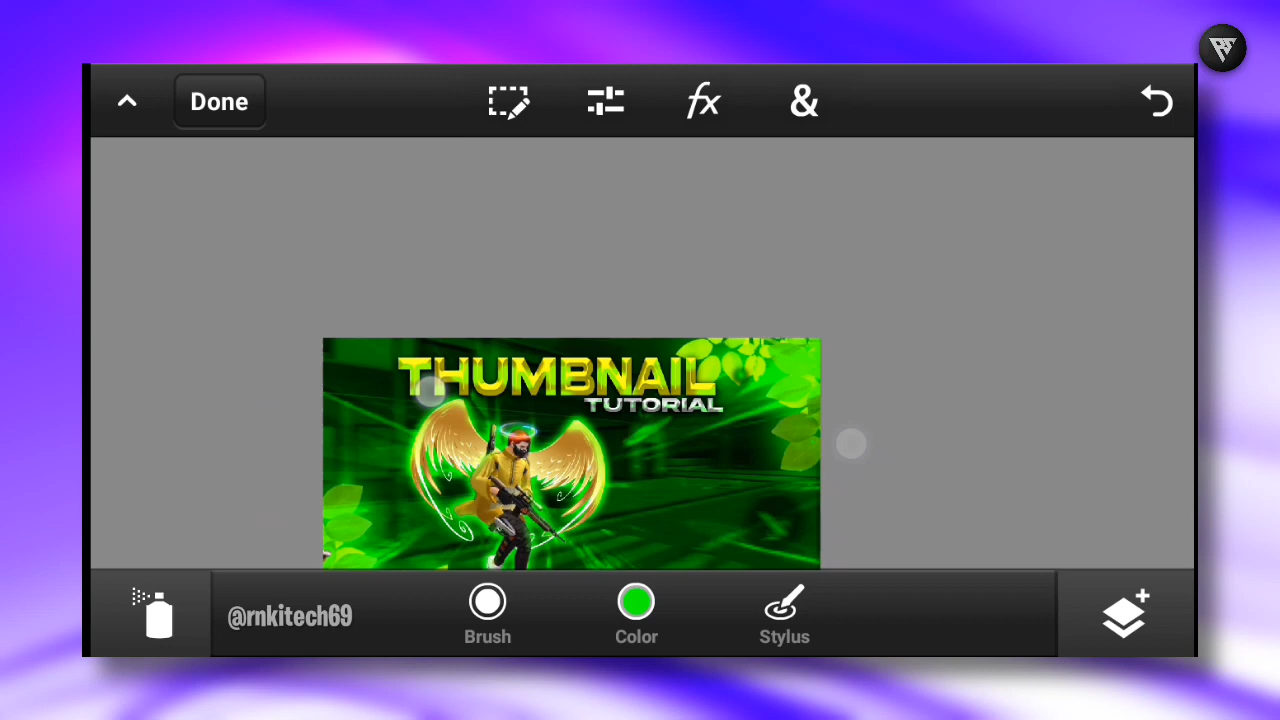 Done
fx
&
THUMBNAIL
TUTORIAL
@rnkitech69
Brush
Color
Stylus